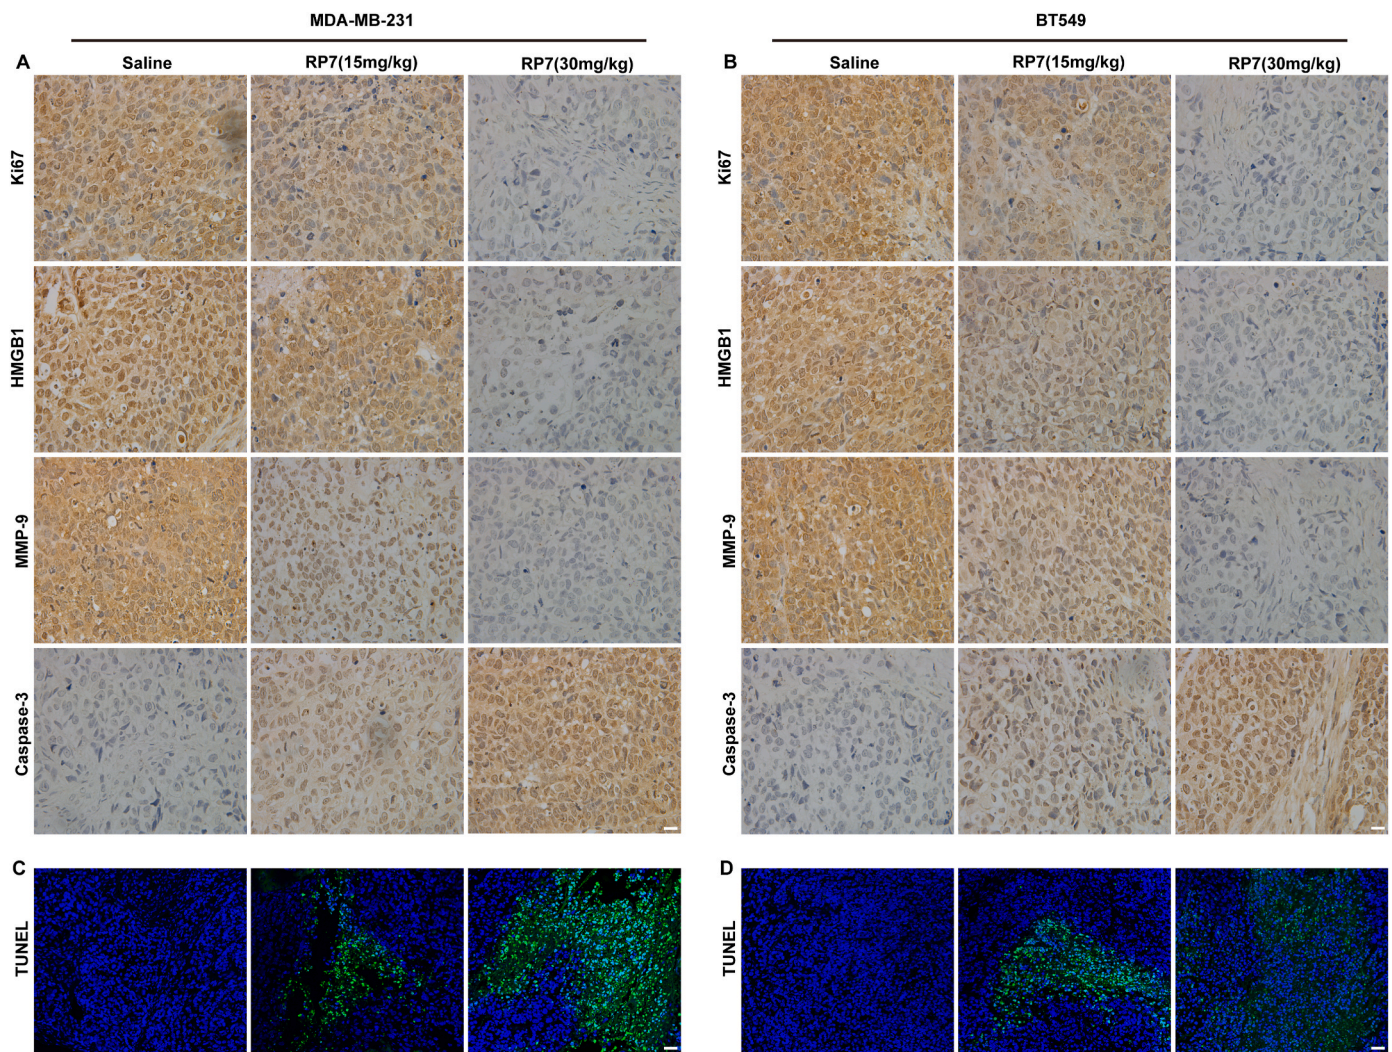 MDA-MB-231 BT549
A Saline RP7(15mg/kg) RP7(30mg/kg) B Saline RP7(15mg/kg) RP7(30mg/kg)
Ki67 Ki67
HMGB1 HMGB1
MMP-9 MMP-9
Caspase-3 Caspase-3
C D
TUNEL TUNEL